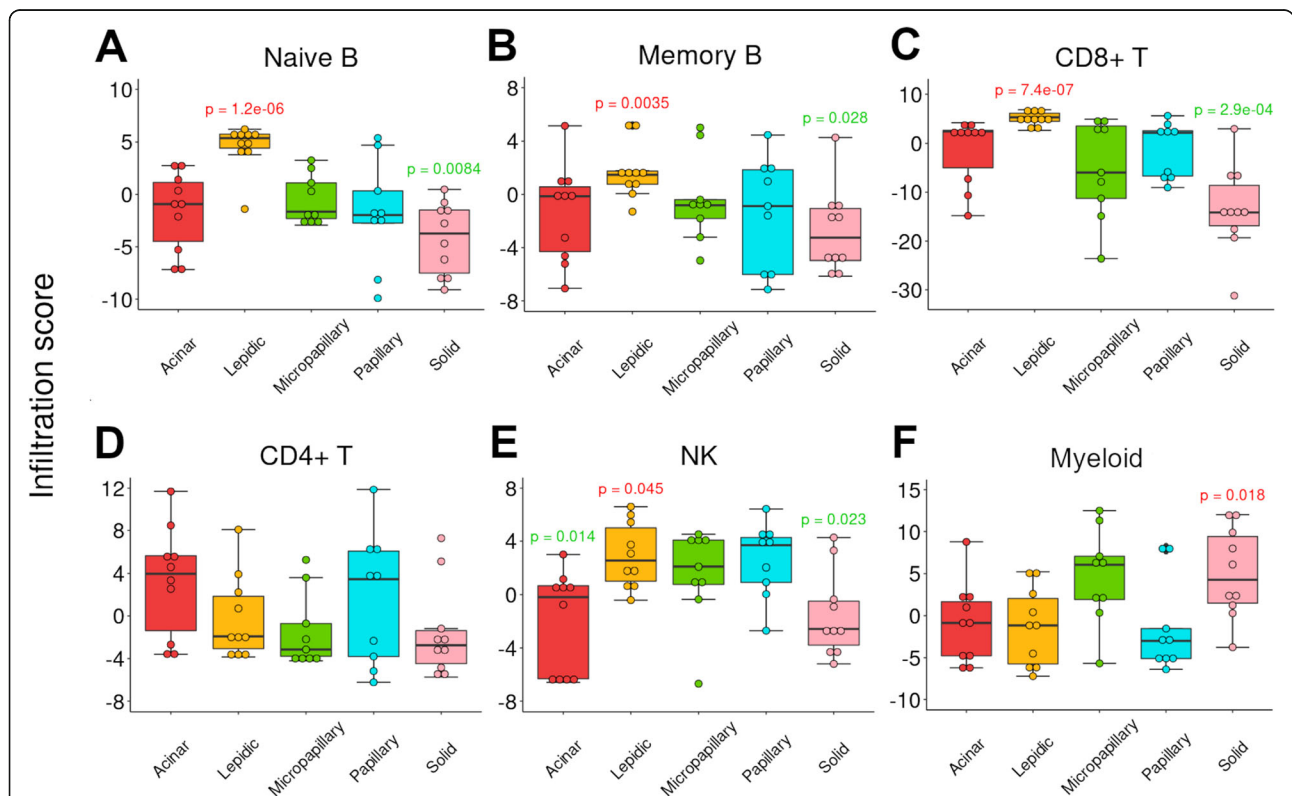 A
Naive B
p = 1.2e-06
p = 0.0084
10
5
0
-5
-10
Acinar
Lepidic
Micropapillary
Papillary
Solid
B
Memory B
p = 0.0035
p = 0.028
8
4
0
-4
-8
Acinar
Lepidic
Micropapillary
Papillary
Solid
C
CD8+ T
p = 7.4e-07
p = 2.9e-04
10
0
-10
-20
-30
Acinar
Lepidic
Micropapillary
Papillary
Solid
Infiltration score
D
CD4+ T
12
8
4
0
-4
-8
Acinar
Lepidic
Micropapillary
Papillary
Solid
E
NK
p = 0.014
p = 0.045
p = 0.023
8
4
0
-4
-8
Acinar
Lepidic
Micropapillary
Papillary
Solid
F
Myeloid
p = 0.018
15
10
5
0
-5
-10
Acinar
Lepidic
Micropapillary
Papillary
Solid